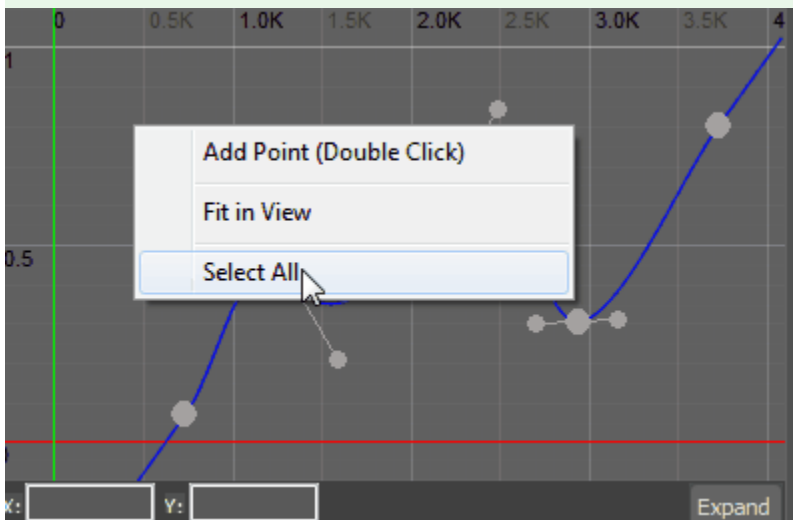 0 0.5K 1.0K 1.5K 2.0K 2.5K 3.0K 3.5K 4
1
Add Point (Double Click)
Fit in View
0.5
Select All
X: Y: Expand